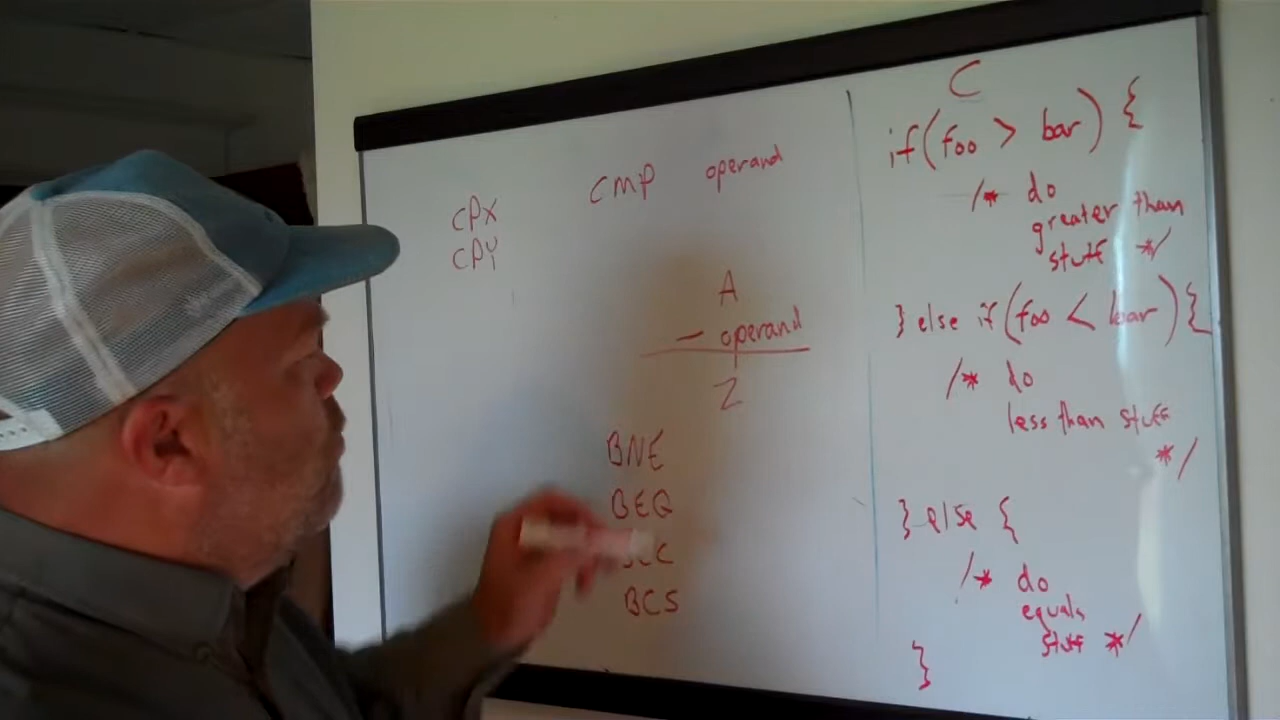 CPX
CPY
CMP operand
A
- operand
Z
BNE
BEQ
BCS
C
if(foo > bar) {
/* do
greater than
stuff */
} else if(foo < bar){
/* do
less than stuff
*/
} else {
/* do
equals
stuff */
}